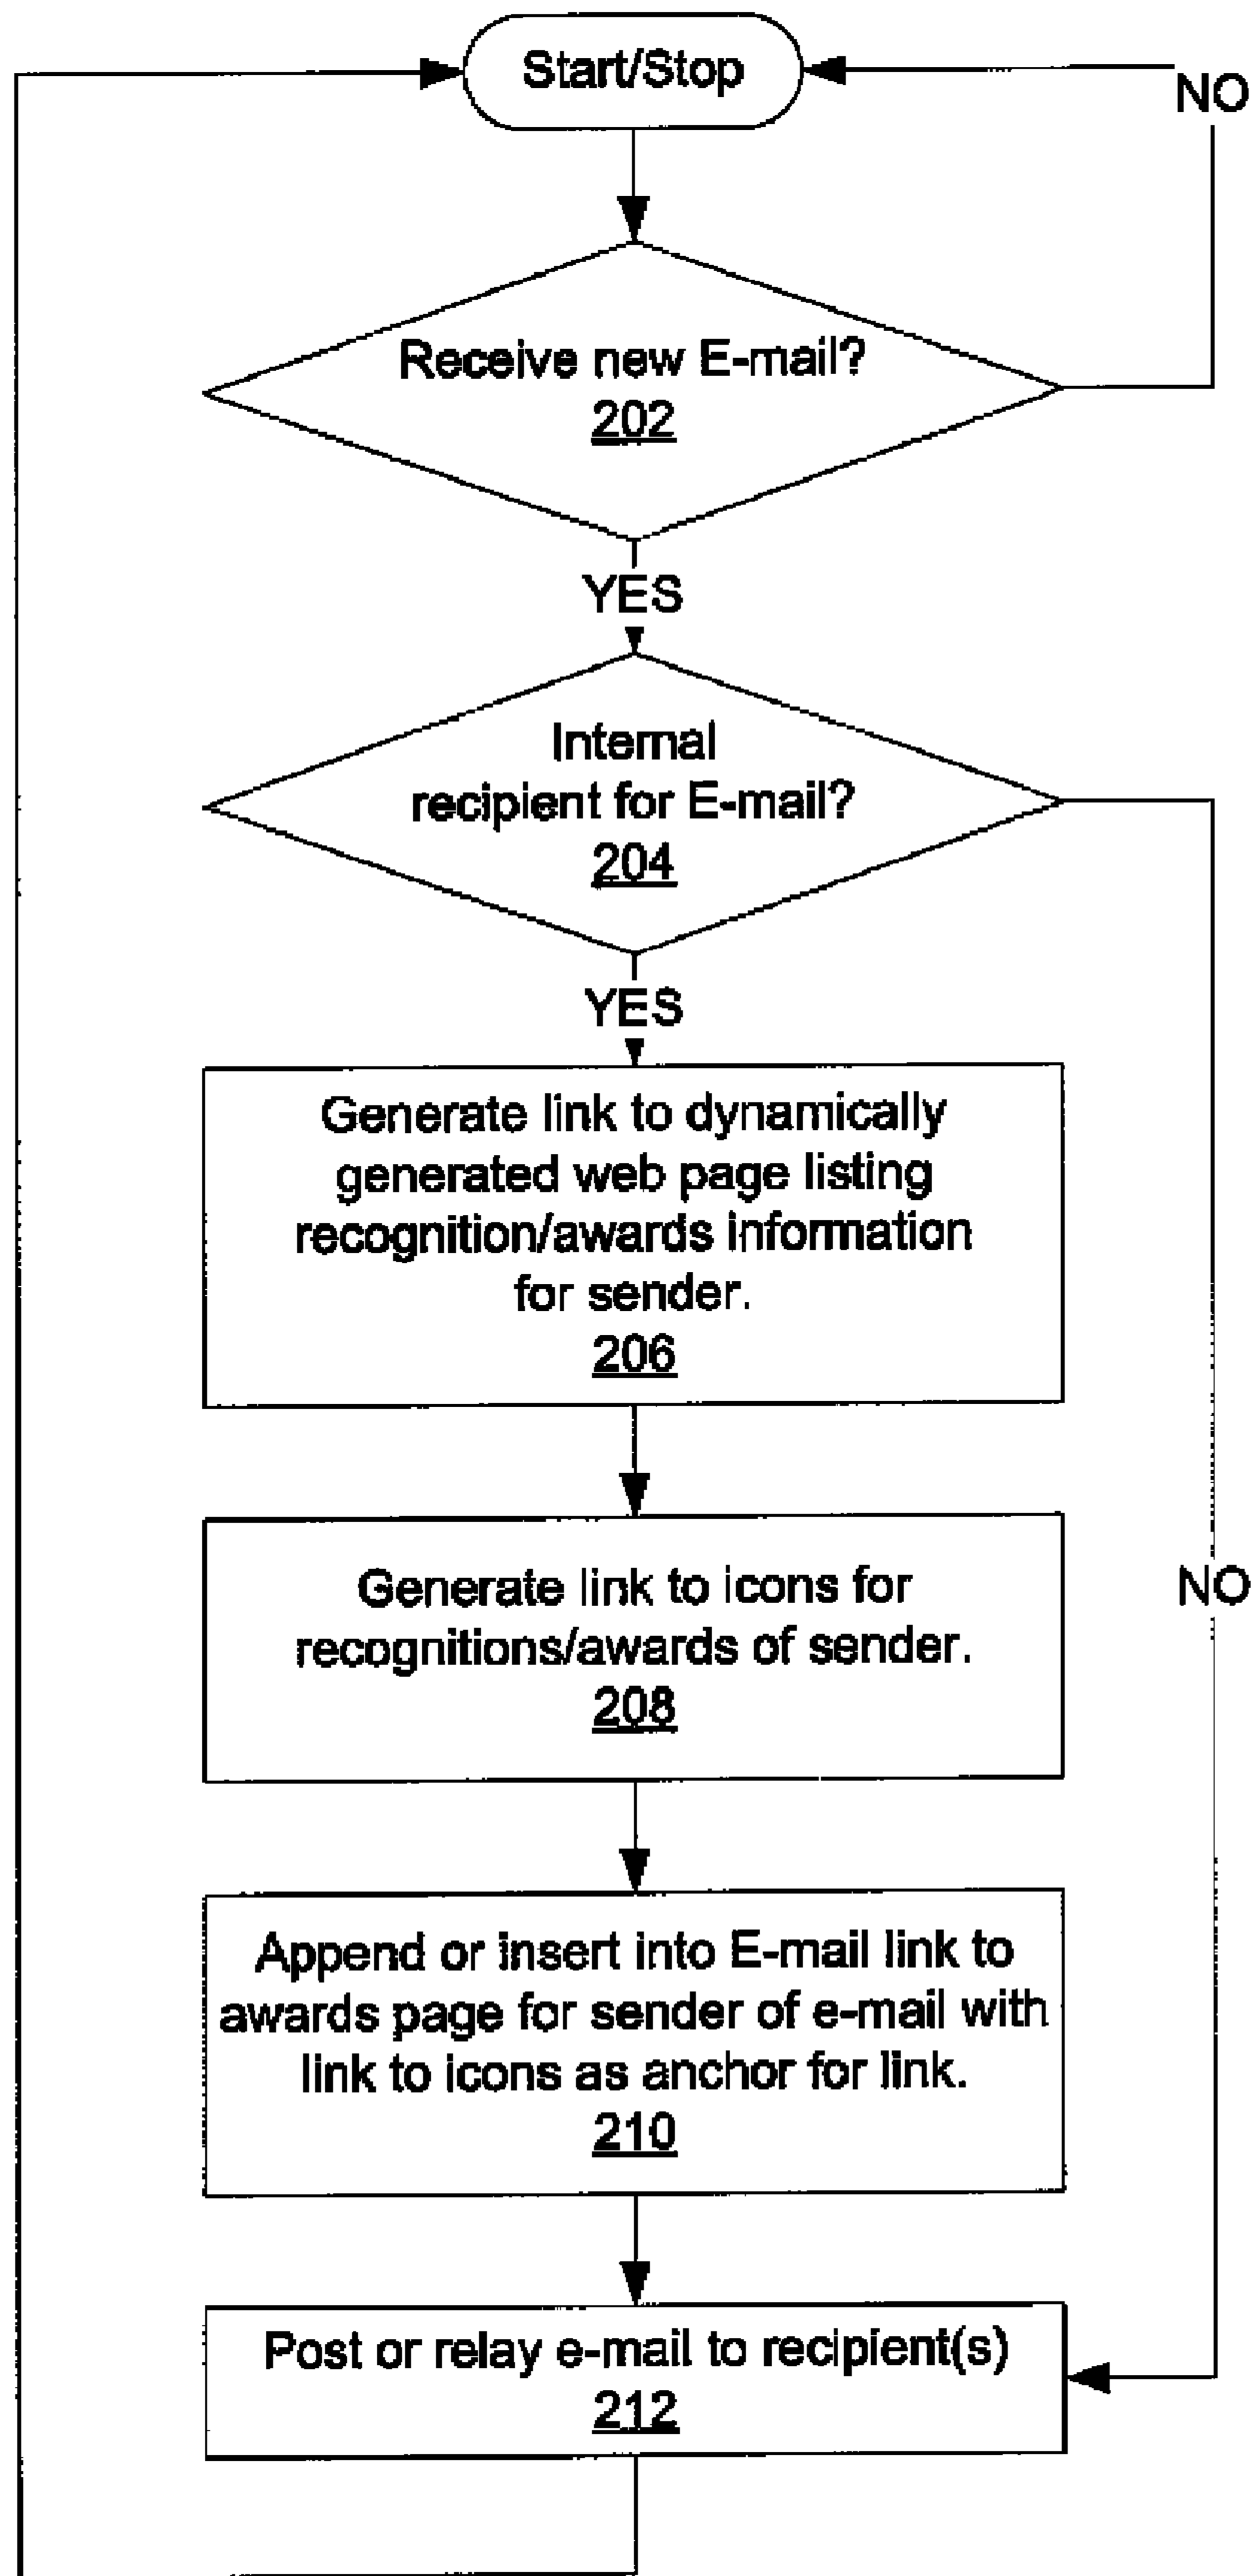 Start/Stop
NO
Receive new E-mail?
202
YES
Internal
recipient for E-mail?
204
YES
Generate link to dynamically
generated web page listing
recognition/awards information
for sender.
206
Generate link to icons for
recognitions/awards of sender.
208
NO
Append or insert into E-mail link to
awards page for sender of e-mail with
link to icons as anchor for link.
210
Post or relay e-mail to recipient(s)
212